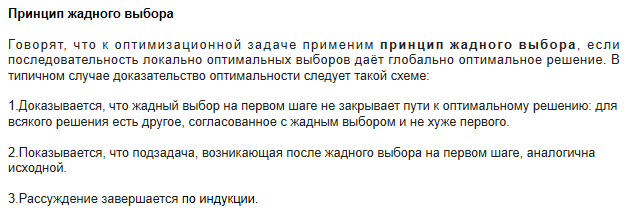 Принцип жадного выбора
Говорят, что к оптимизационной задаче применим принцип жадного выбора, если
последовательность локально оптимальных выборов даёт глобально оптимальное решение. В
типичном случае доказательство оптимальности следует такой схеме:
1.Доказывается, что жадный выбор на первом шаге не закрывает пути к оптимальному решению: для
всякого решения есть другое, согласованное с жадным выбором и не хуже первого.
2.Показывается, что подзадача, возникающая после жадного выбора на первом шаге, аналогична
исходной.
3.Рассуждение завершается по индукции.